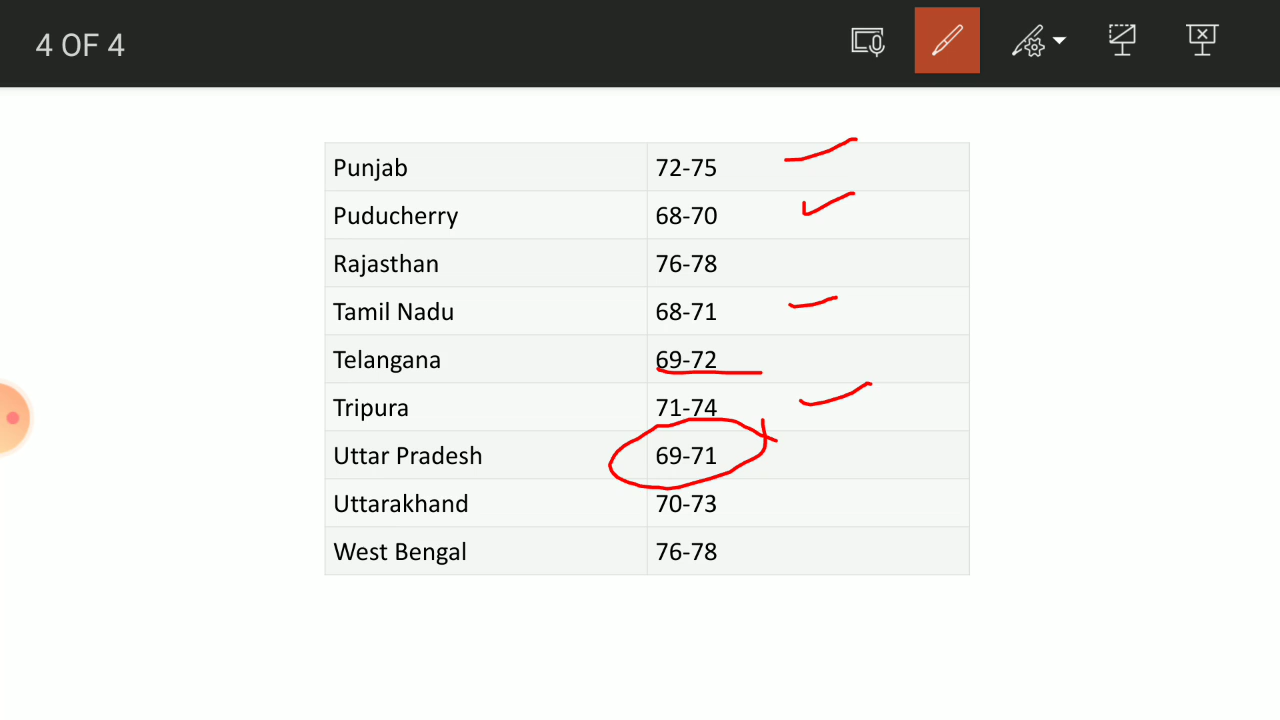 4 OF 4
Punjab 72-75
Puducherry 68-70
Rajasthan 76-78
Tamil Nadu 68-71
Telangana 69-72
Tripura 71-74
Uttar Pradesh 69-71
Uttarakhand 70-73
West Bengal 76-78